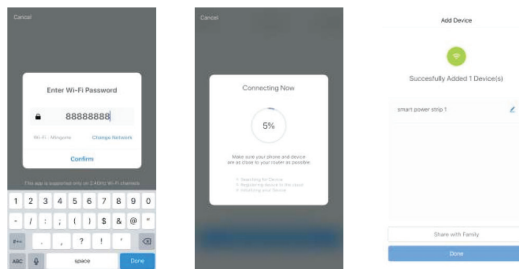 Cancel
Enter Wi-Fi Password
88888888
Change Network
Confirm
This app is supported only on 2.4GHz Wi-Fi channels
1 2 3 4 5 6 7 8 9 0
- / : ; ( ) $ & @ "
#+= . , ? ! '
ABC space Done
Cancel
Connecting Now
5%
Make sure your phone and device
are as close to your router as possible
Add Device
Succesfully Added 1 Device(s)
smart power strip 1
Share with Family
Done